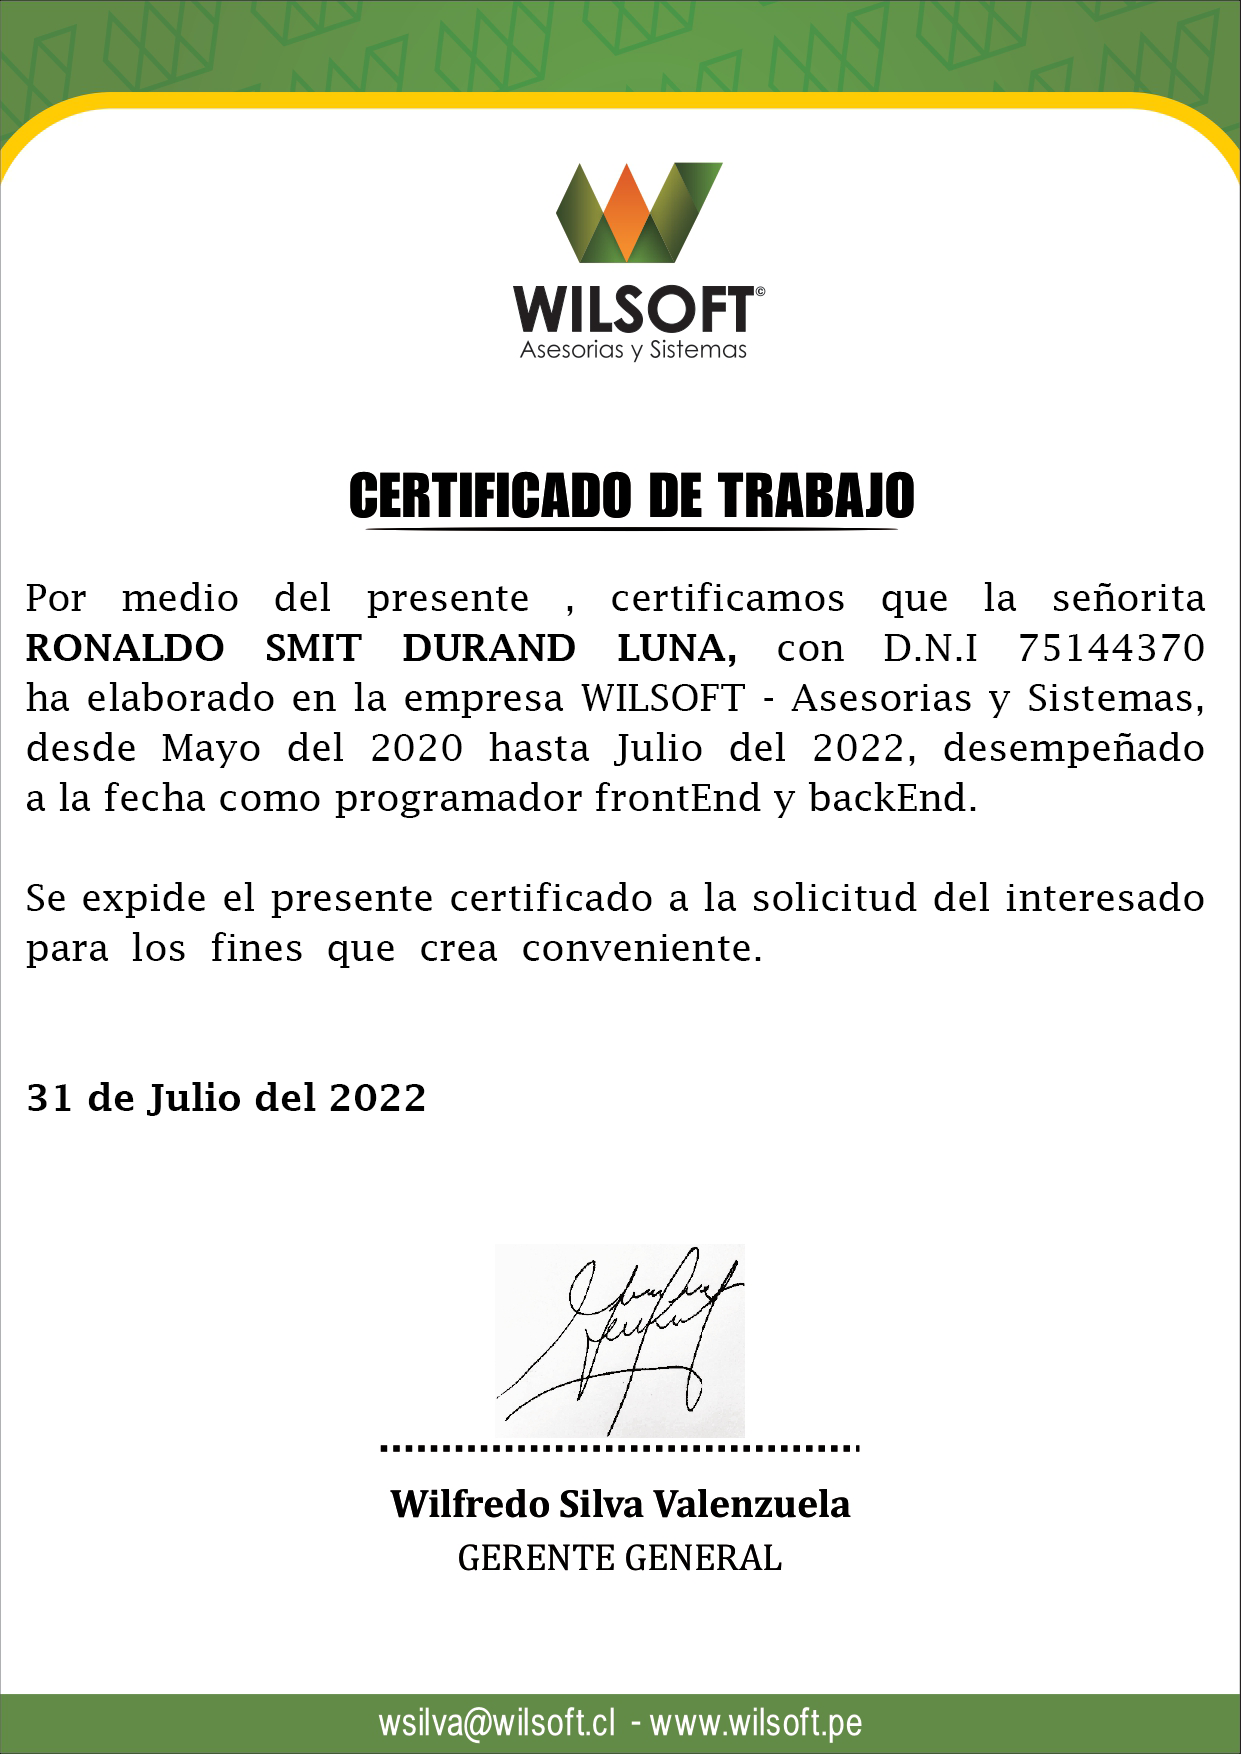 WILSOFT©
Asesorias y Sistemas
CERTIFICADO DE TRABAJO
Por medio del presente , certificamos que la señorita
RONALDO SMIT DURAND LUNA, con D.N.I 75144370
ha elaborado en la empresa WILSOFT - Asesorias y Sistemas,
desde Mayo del 2020 hasta Julio del 2022, desempeñado
a la fecha como programador frontEnd y backEnd.
Se expide el presente certificado a la solicitud del interesado
para los fines que crea conveniente.
31 de Julio del 2022
Wilfredo Silva Valenzuela
GERENTE GENERAL
wsilva@wilsoft.cl - www.wilsoft.pe